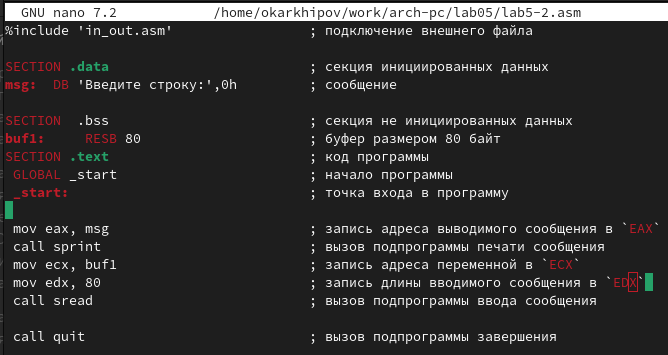 GNU nano 7.2 /home/okarkhipov/work/arch-pc/lab05/lab5-2.asm
%include 'in_out.asm' ; подключение внешнего файла
SECTION .data ; секция инициированных данных
msg: DB 'Введите строку:',0h ; сообщение
SECTION .bss ; секция не инициированных данных
buf1: RESB 80 ; буфер размером 80 байт
SECTION .text ; код программы
GLOBAL _start ; начало программы
_start: ; точка входа в программу
mov eax, msg ; запись адреса выводимого сообщения в `EAX`
call sprint ; вызов подпрограммы печати сообщения
mov ecx, buf1 ; запись адреса переменной в `ECX`
mov edx, 80 ; запись длины вводимого сообщения в `EDX`
call sread ; вызов подпрограммы ввода сообщения
call quit ; вызов подпрограммы завершения